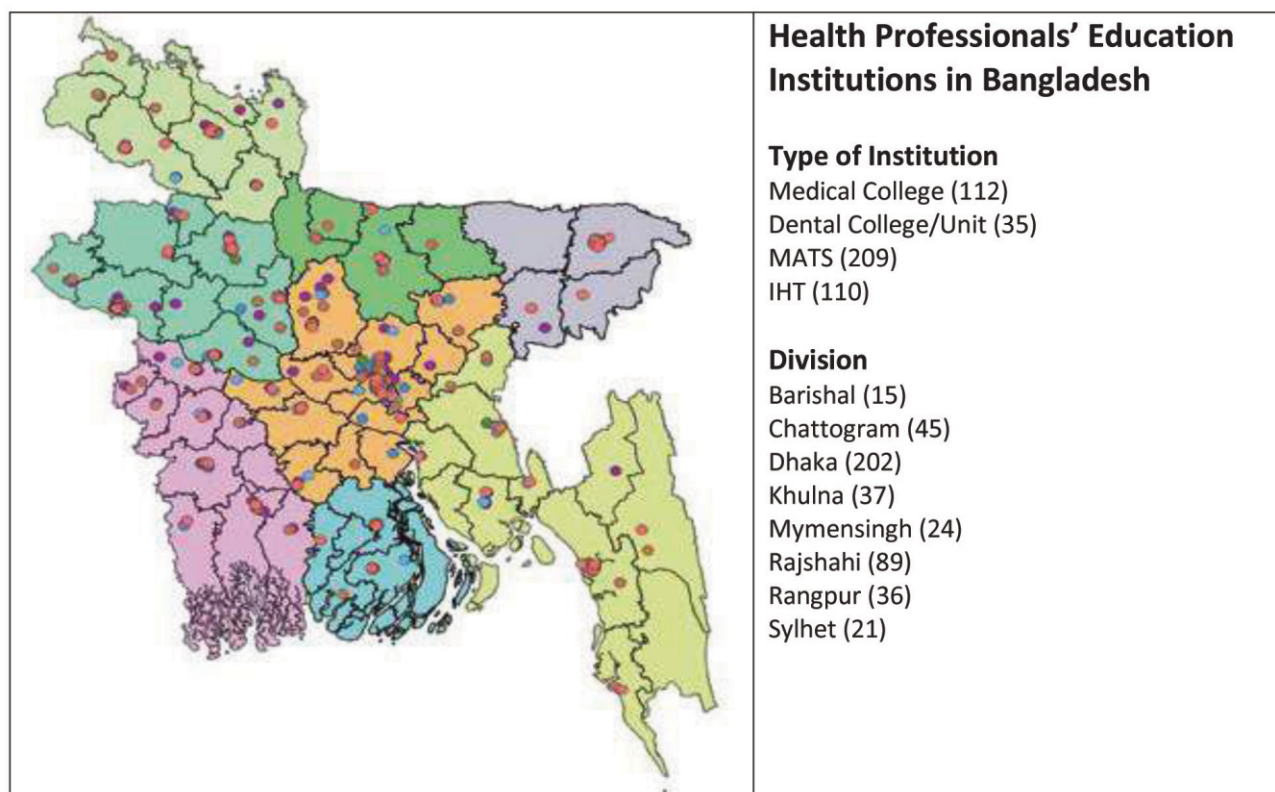 Health Professionals’ Education
Institutions in Bangladesh
Type of Institution
Medical College (112)
Dental College/Unit (35)
MATS (209)
IHT (110)
Division
Barishal (15)
Chattogram (45)
Dhaka (202)
Khulna (37)
Mymensingh (24)
Rajshahi (89)
Rangpur (36)
Sylhet (21)